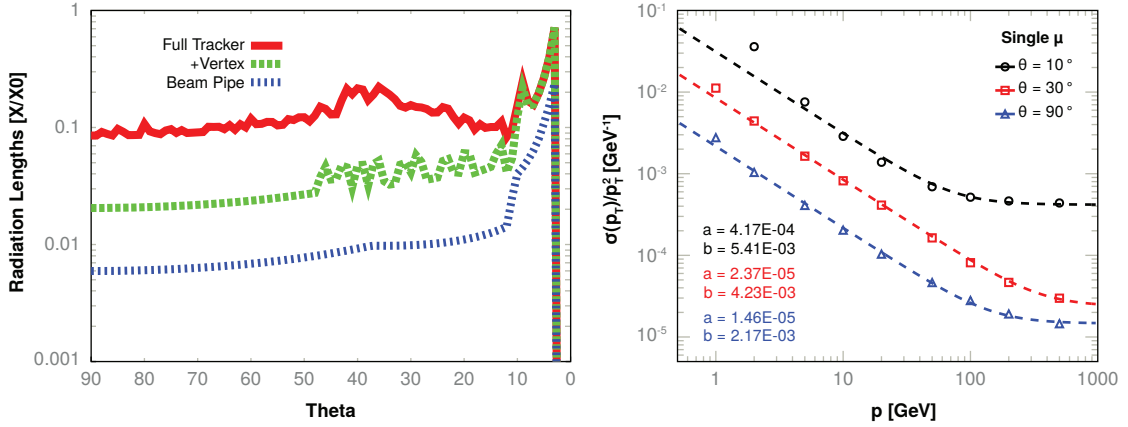 1
0.1
0.01
0.001
Radiation Lengths [X/X0]
Full Tracker
+Vertex
Beam Pipe
90 80 70 60 50 40 30 20 10 0
Theta
10⁻¹
10⁻²
10⁻³
10⁻⁴
10⁻⁵
σ(p_T)/p_T² [GeV⁻¹]
Single μ
θ = 10°
θ = 30°
θ = 90°
a = 4.17E-04
b = 5.41E-03
a = 2.37E-05
b = 4.23E-03
a = 1.46E-05
b = 2.17E-03
1 10 100 1000
p [GeV]